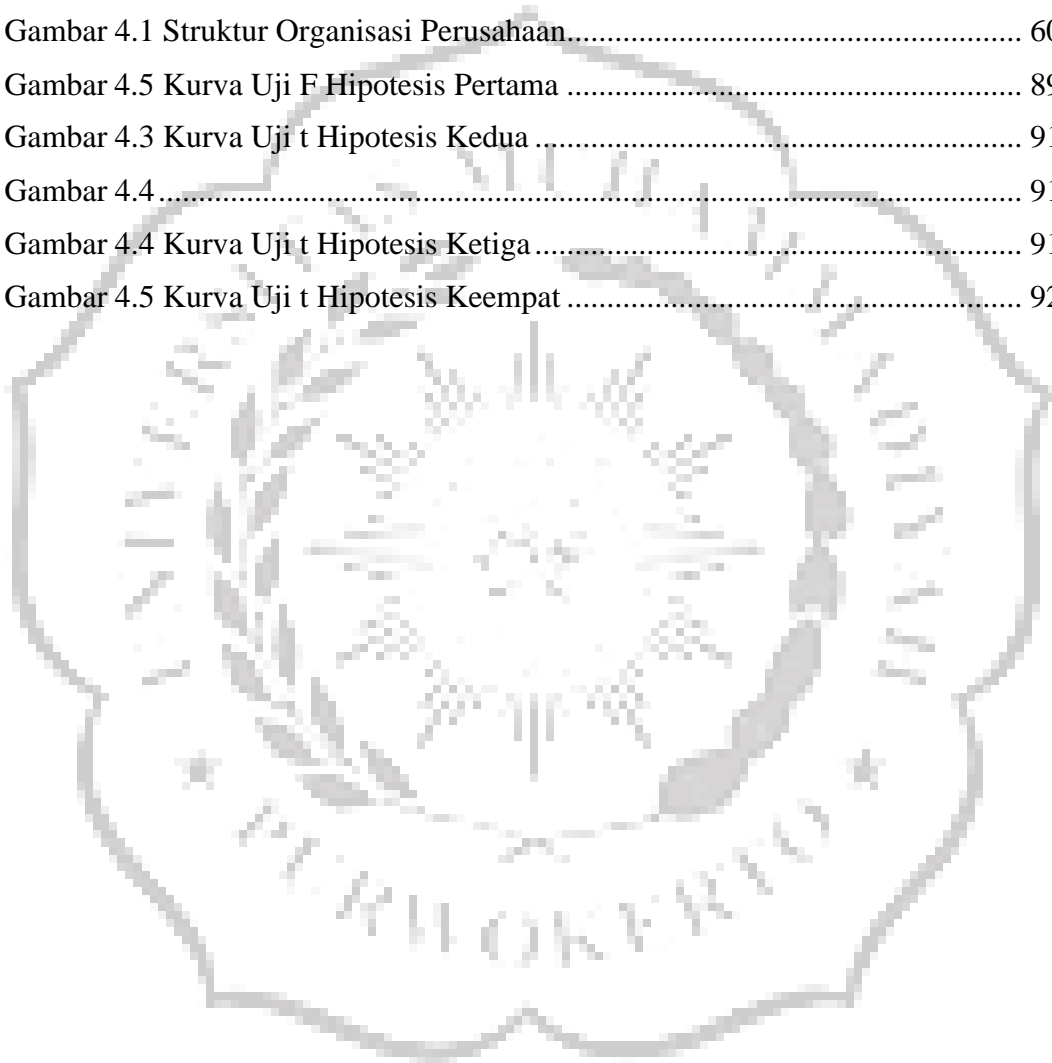 Gambar 4.1 Struktur Organisasi Perusahaan........................................................ 60
Gambar 4.5 Kurva Uji F Hipotesis Pertama ........................................................ 89
Gambar 4.3 Kurva Uji t Hipotesis Kedua ............................................................ 91
Gambar 4.4 .......................................................................................................... 91
Gambar 4.4 Kurva Uji t Hipotesis Ketiga ............................................................ 91
Gambar 4.5 Kurva Uji t Hipotesis Keempat ........................................................ 92
PURWOKERTO